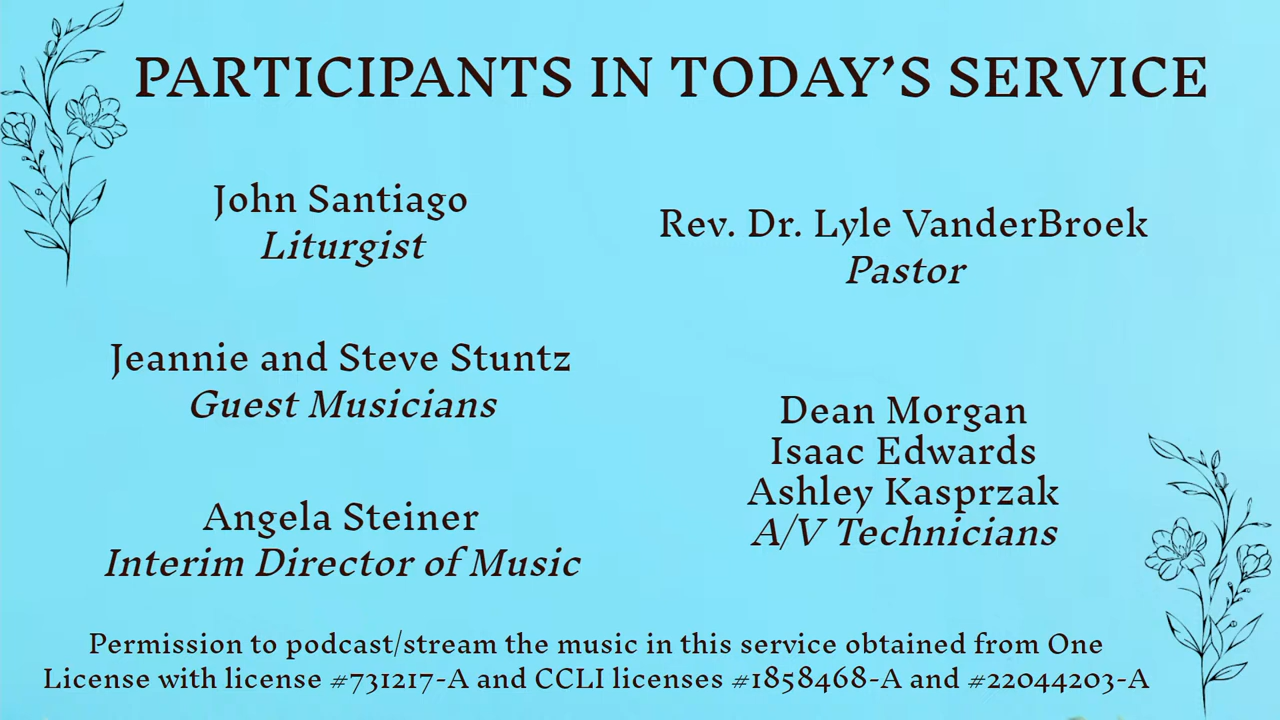 PARTICIPANTS IN TODAY’S SERVICE
John Santiago
Liturgist
Jeannie and Steve Stuntz
Guest Musicians
Angela Steiner
Interim Director of Music
Rev. Dr. Lyle VanderBroek
Pastor
Dean Morgan
Isaac Edwards
Ashley Kasprzak
A/V Technicians
Permission to podcast/stream the music in this service obtained from One
License with license #731217-A and CCLI licenses #1858468-A and #22044203-A